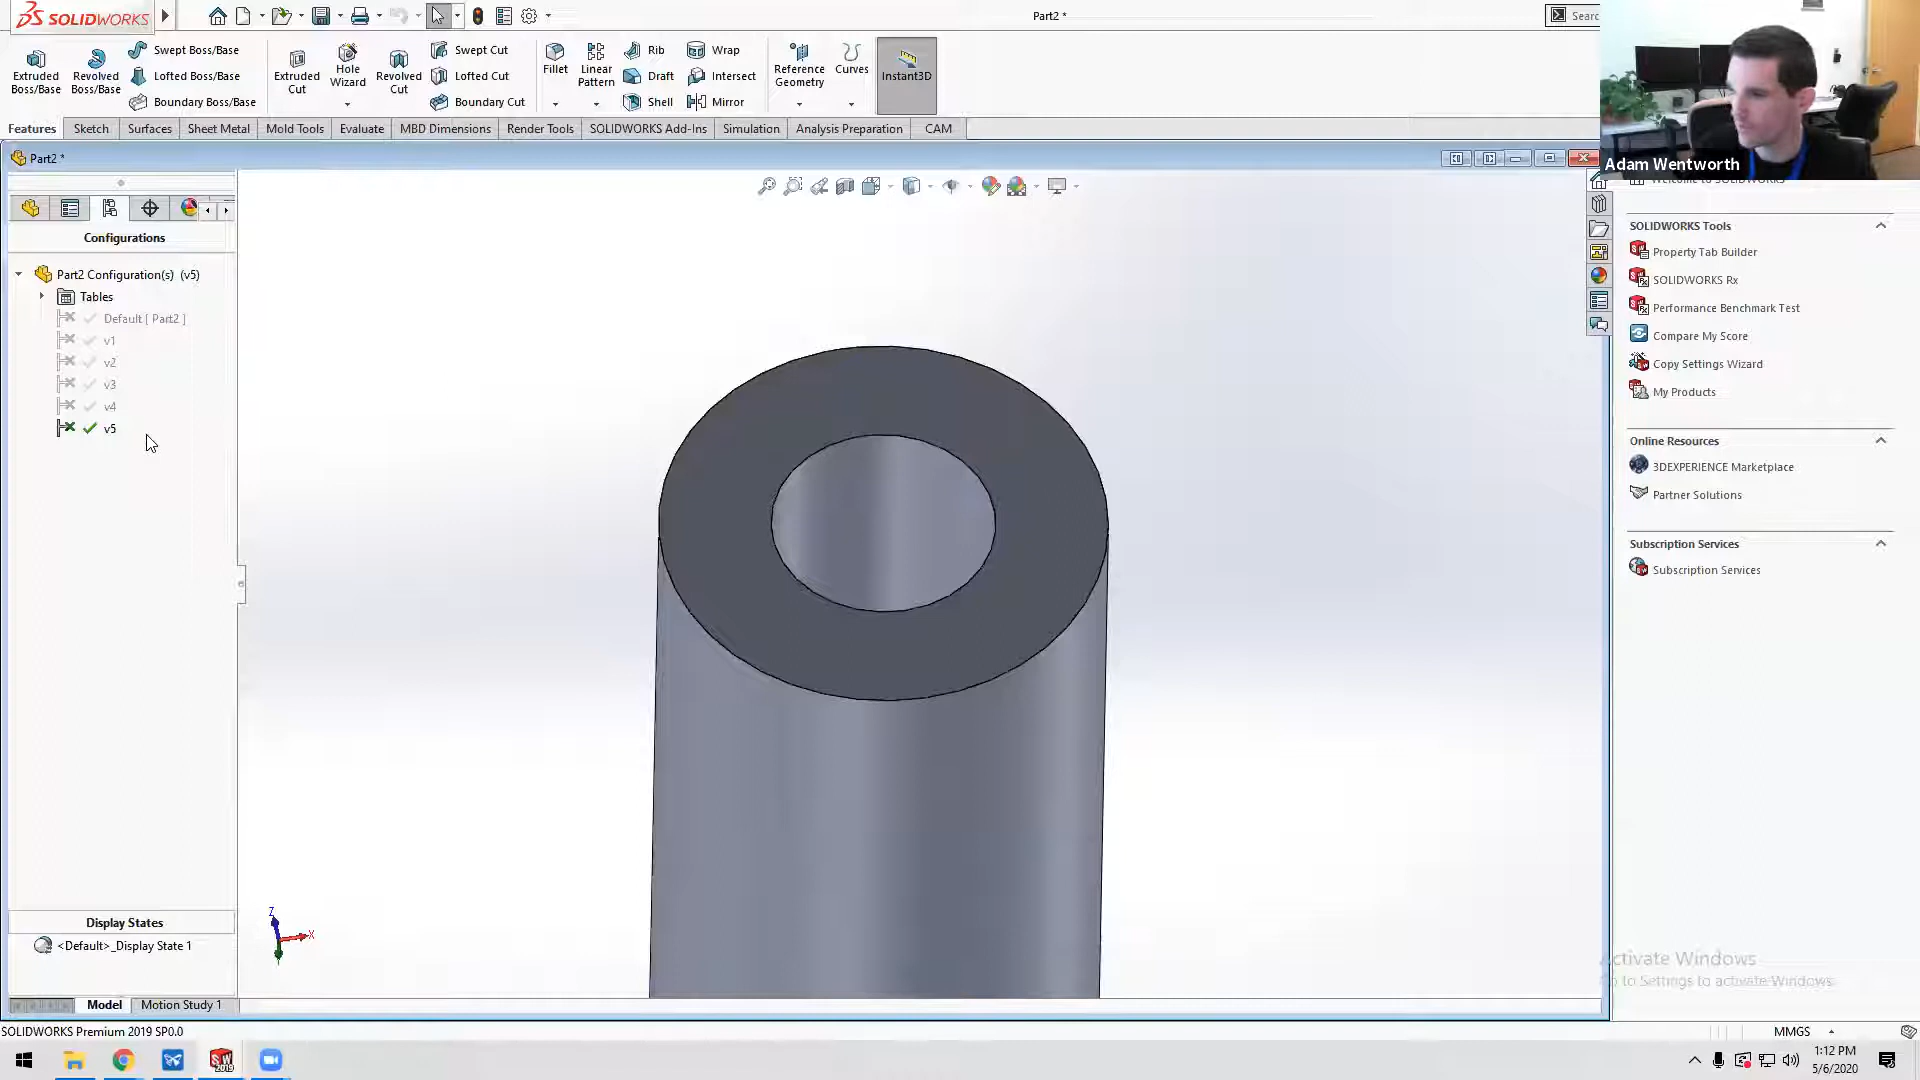 SOLIDWORKS
Part2 *
Searc
Extruded Boss/Base
Revolved Boss/Base
Swept Boss/Base
Lofted Boss/Base
Boundary Boss/Base
Extruded Cut
Hole Wizard
Revolved Cut
Swept Cut
Lofted Cut
Boundary Cut
Fillet
Linear Pattern
Rib
Draft
Shell
Wrap
Intersect
Mirror
Reference Geometry
Curves
Instant3D
Features
Sketch
Surfaces
Sheet Metal
Mold Tools
Evaluate
MBD Dimensions
Render Tools
SOLIDWORKS Add-Ins
Simulation
Analysis Preparation
CAM
Adam Wentworth
Part2 *
Configurations
Part2 Configuration(s) (v5)
Tables
Default [ Part2 ]
v1
v2
v3
v4
v5
Display States
<Default>_Display State 1
Z
X
Model
Motion Study 1
Welcome to SOLIDWORKS
SOLIDWORKS Tools
Property Tab Builder
SOLIDWORKS Rx
Performance Benchmark Test
Compare My Score
Copy Settings Wizard
My Products
Online Resources
3DEXPERIENCE Marketplace
Partner Solutions
Subscription Services
Subscription Services
Activate Windows
Go to Settings to activate Windows.
SOLIDWORKS Premium 2019 SP0.0
MMGS
SW
2019
1:12 PM
5/6/2020